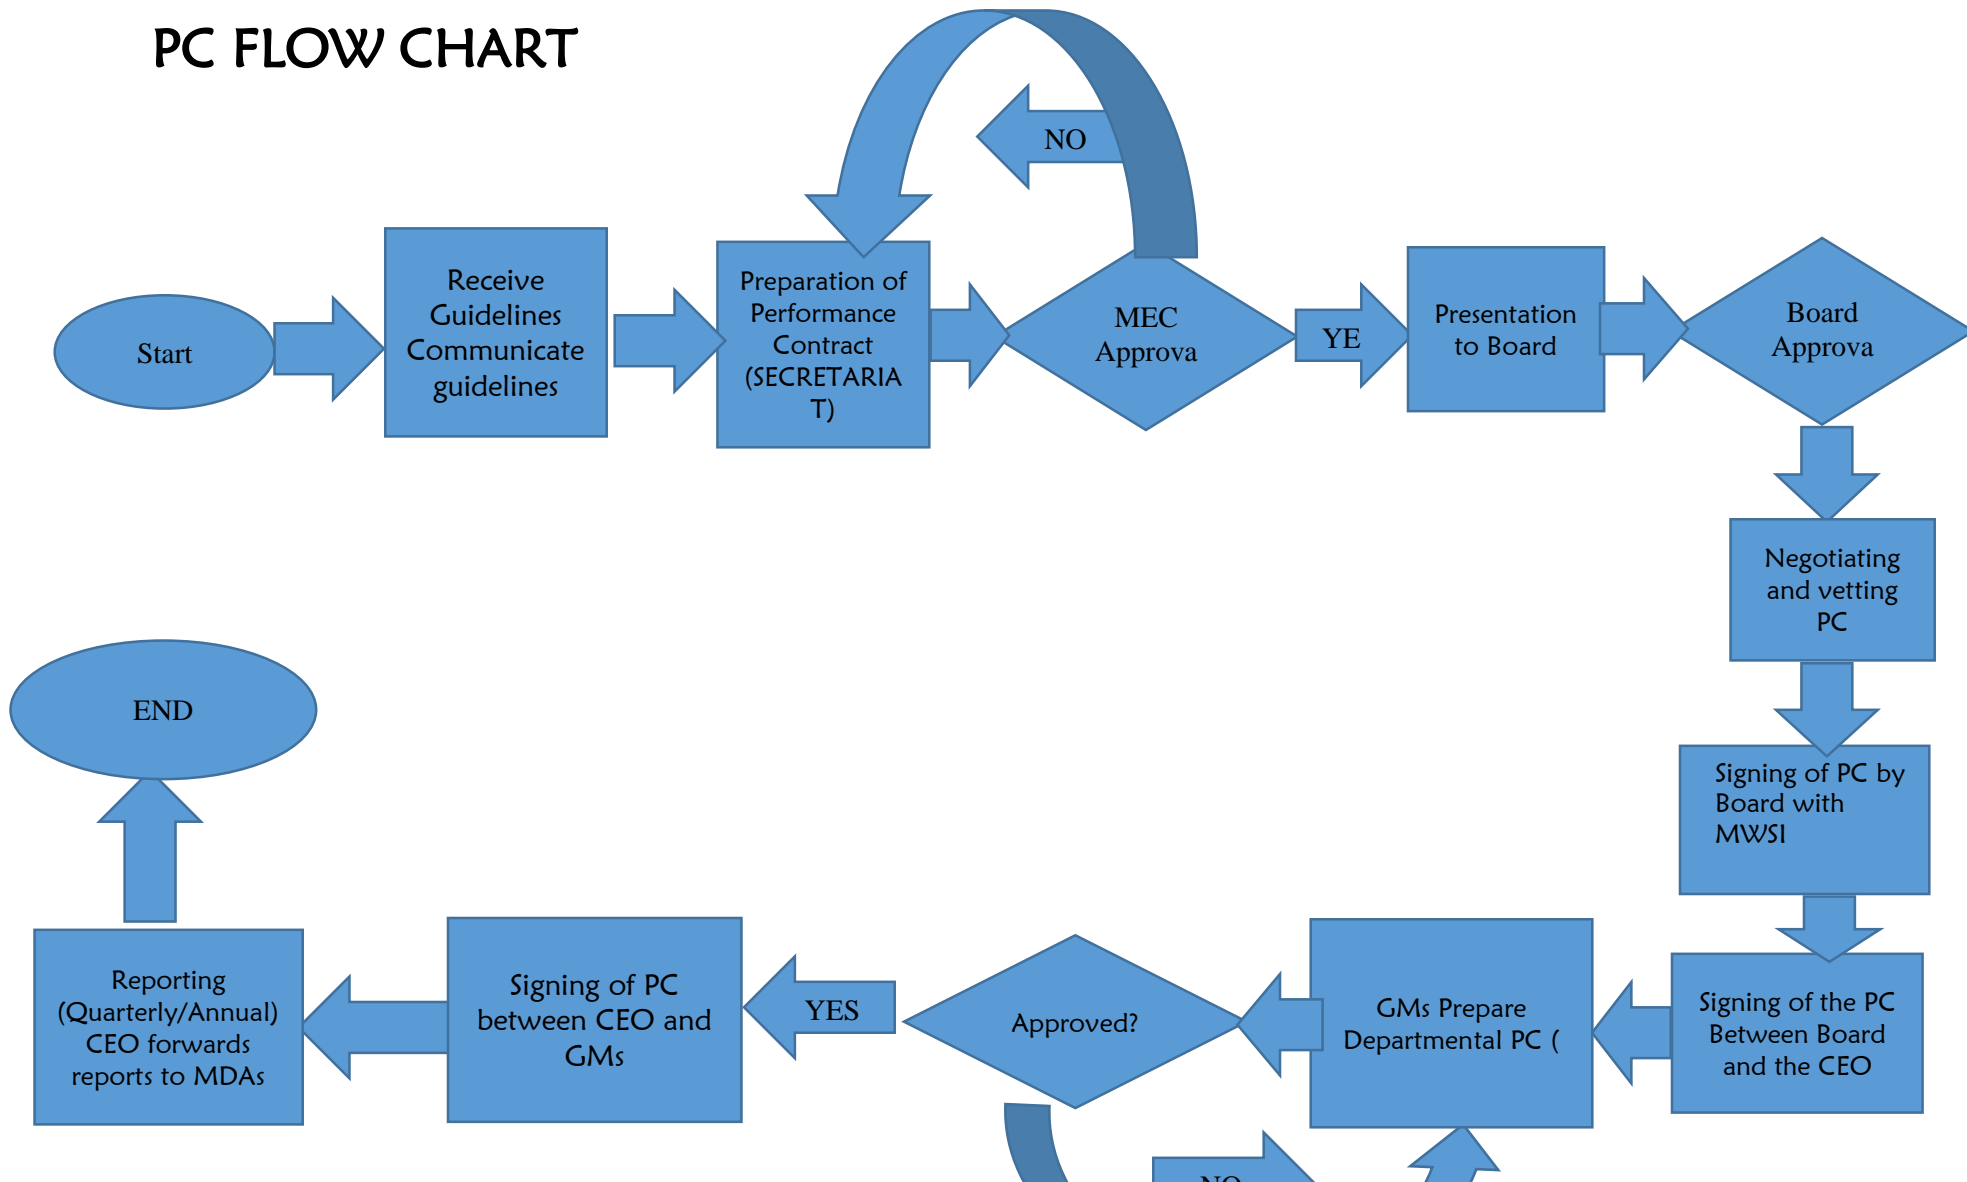 PC FLOW CHART
NO
Start
Receive
Guidelines
Communicate
guidelines
Preparation of
Performance
Contract
(SECRETARIA
T)
MEC
Approva
YE
Presentation
to Board
Board
Approva
Negotiating
and vetting
PC
Signing of PC by
Board with
MWSI
Signing of the PC
Between Board
and the CEO
GMs Prepare
Departmental PC (
Approved?
NO
YES
Signing of PC
between CEO and
GMs
Reporting
(Quarterly/Annual)
CEO forwards
reports to MDAs
END